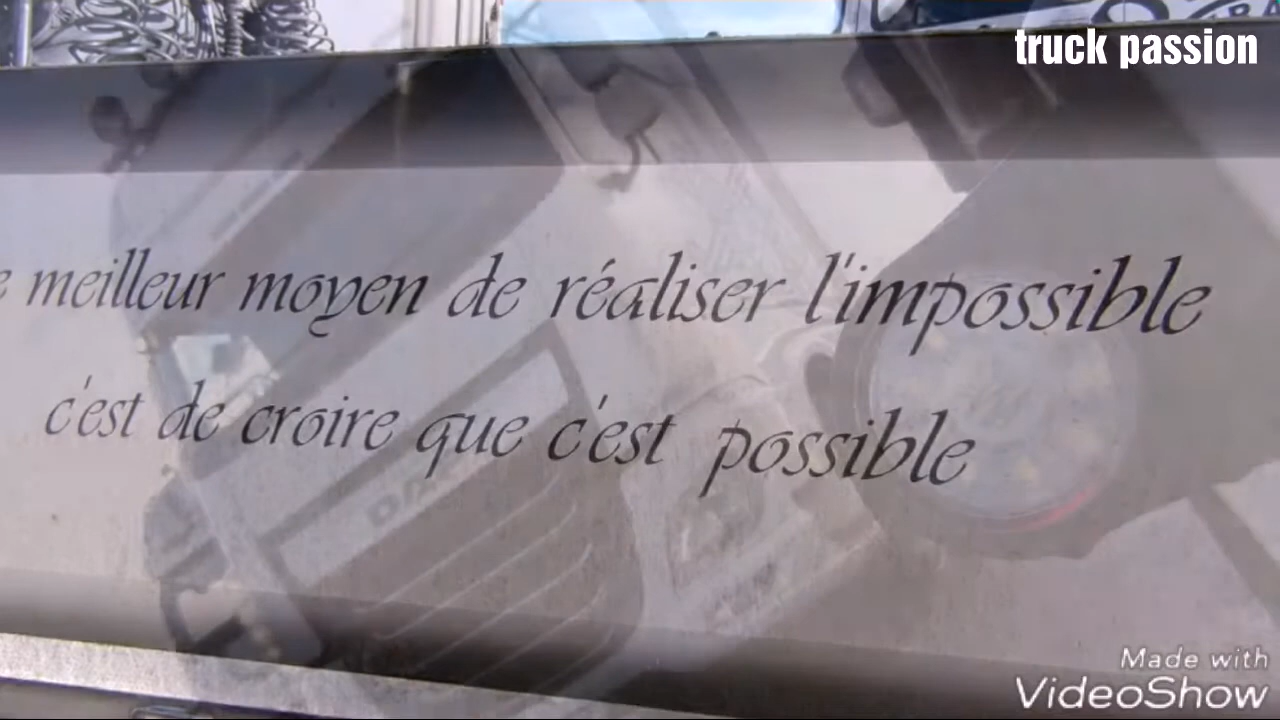 truck passion
e meilleur moyen de réaliser l'impossible
c'est de croire que c'est possible
Made with
VideoShow